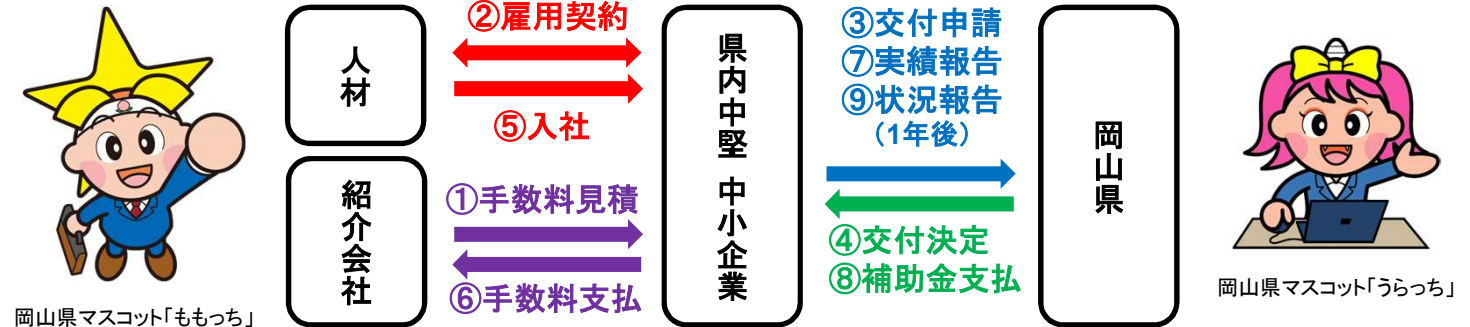 人材
②雇用契約
⑤入社
紹介会社
①手数料見積
⑥手数料支払
県内中堅 中小企業
③交付申請
⑦実績報告
⑨状況報告
(1年後)
④交付決定
⑧補助金支払
岡山県
岡山県マスコット「ももっち」
岡山県マスコット「うらっち」